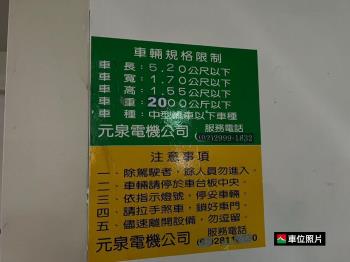 車輛規格限制
車長:5.20公尺以下
車寬:1.70公尺以下
車高:1.55公尺以下
車重:2000公斤以下
車種:中型轎車以下車種
元泉電機公司 服務電話
(02)2999-1832
注意事項
一、除駕駛者,餘人員勿進入
二、車輛請停於車台板中央
三、依指示燈號,停妥車輛
四、請拉手煞車,鎖好車門
五、儘速離開設備,勿逗留
元泉電機公司 服務電話
車位照片